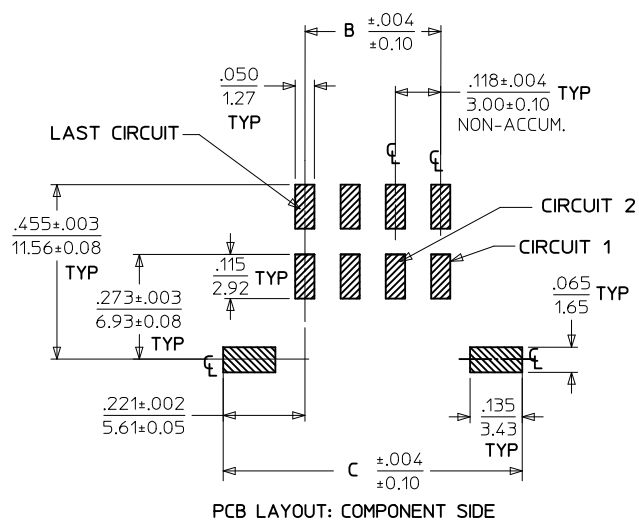 B ±.004
±0.10
.050
1.27
TYP
.118±.004
3.00±0.10 TYP
NON-ACCUM.
LAST CIRCUIT
℄
℄
.455±.003
11.56±0.08
TYP
CIRCUIT 2
CIRCUIT 1
.115
2.92 TYP
.273±.003
6.93±0.08
TYP
.065
1.65 TYP
℄
℄
.221±.002
5.61±0.05
.135
3.43
TYP
C ±.004
±0.10
PCB LAYOUT: COMPONENT SIDE